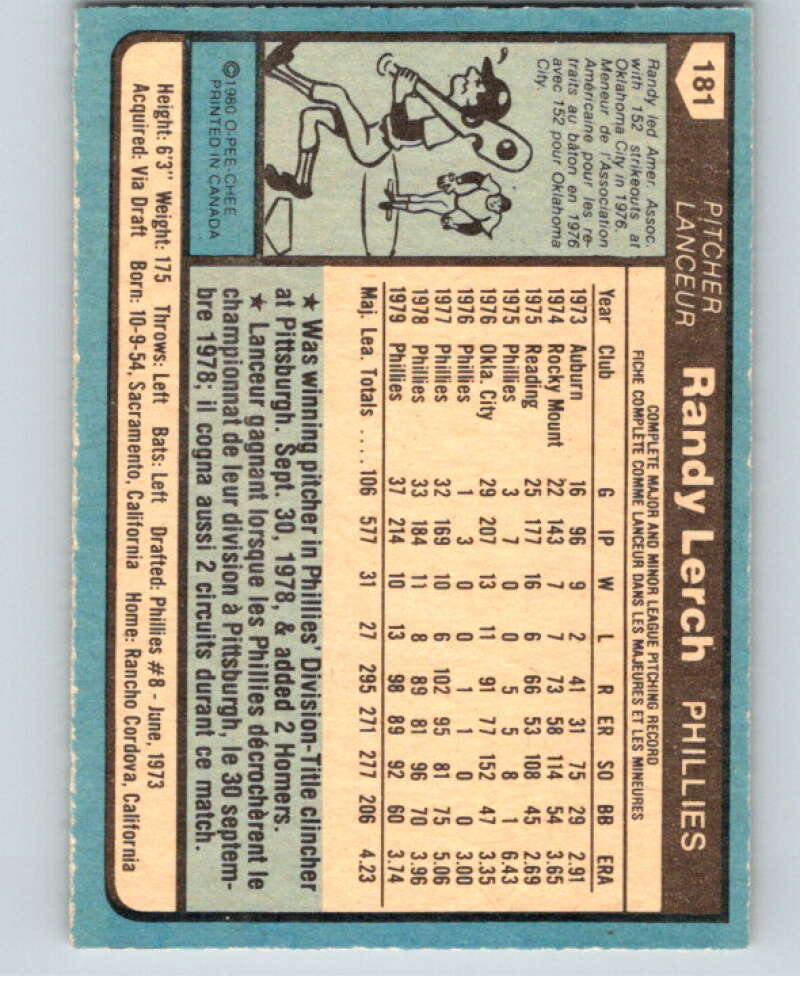 181
PITCHER
LANCEUR
Randy Lerch PHILLIES
Randy led Amer. Assoc.
with 152 strikeouts at
Oklahoma City in 1976.
Meneur de l'Association
Américaine pour les re-
traits au bâton en 1976
avec 152 pour Oklahoma
City.
©1980 O-PEE-CHEE
PRINTED IN CANADA
COMPLETE MAJOR AND MINOR LEAGUE PITCHING RECORD
FICHE COMPLÈTE COMME LANCEUR DANS LES MAJEURES ET LES MINEURES
Year Club G IP W L R ER SO BB ERA
1973 Auburn 16 96 9 2 41 31 75 29 2.91
1974 Rocky Mount 22 143 7 7 73 58 114 54 3.65
1975 Reading 25 177 16 6 66 53 108 45 2.69
1975 Phillies 3 7 0 0 5 5 8 1 6.43
1976 Okla. City 29 207 13 11 91 77 152 47 3.35
1976 Phillies 1 3 0 0 1 1 0 0 3.00
1977 Phillies 32 169 10 6 102 95 81 75 5.06
1978 Phillies 33 184 11 8 89 81 96 70 3.96
1979 Phillies 37 214 10 13 98 89 92 60 3.74
Maj. Lea. Totals ..... 106 577 31 27 295 271 277 206 4.23
★ Was winning pitcher in Phillies' Division-Title clincher
at Pittsburgh. Sept. 30, 1978, & added 2 Homers.
★ Lanceur gagnant lorsque les Phillies décrochèrent le
championnat de leur division à Pittsburgh, le 30 septem-
bre 1978; il cogna aussi 2 circuits durant ce match.
Height: 6'3" Weight: 175 Throws: Left Bats: Left Drafted: Phillies #8 - June, 1973
Acquired: Via Draft Born: 10-9-54, Sacramento, California Home: Rancho Cordova, California